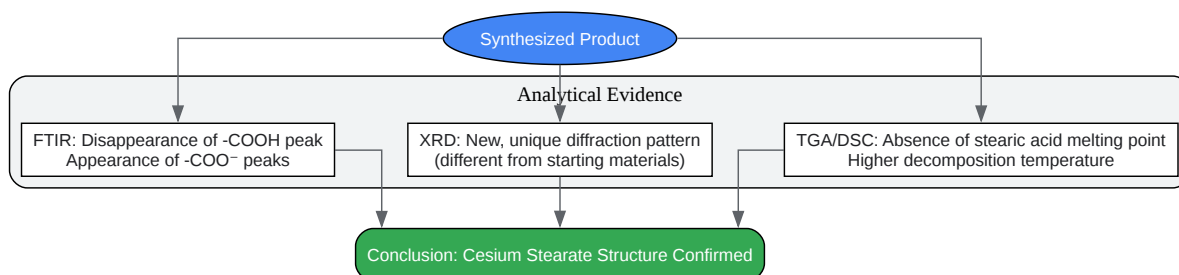 Synthesized Product
Analytical Evidence
FTIR: Disappearance of -COOH peak
Appearance of -COO⁻ peaks
XRD: New, unique diffraction pattern
(different from starting materials)
TGA/DSC: Absence of stearic acid melting point
Higher decomposition temperature
Conclusion: Cesium Stearate Structure Confirmed